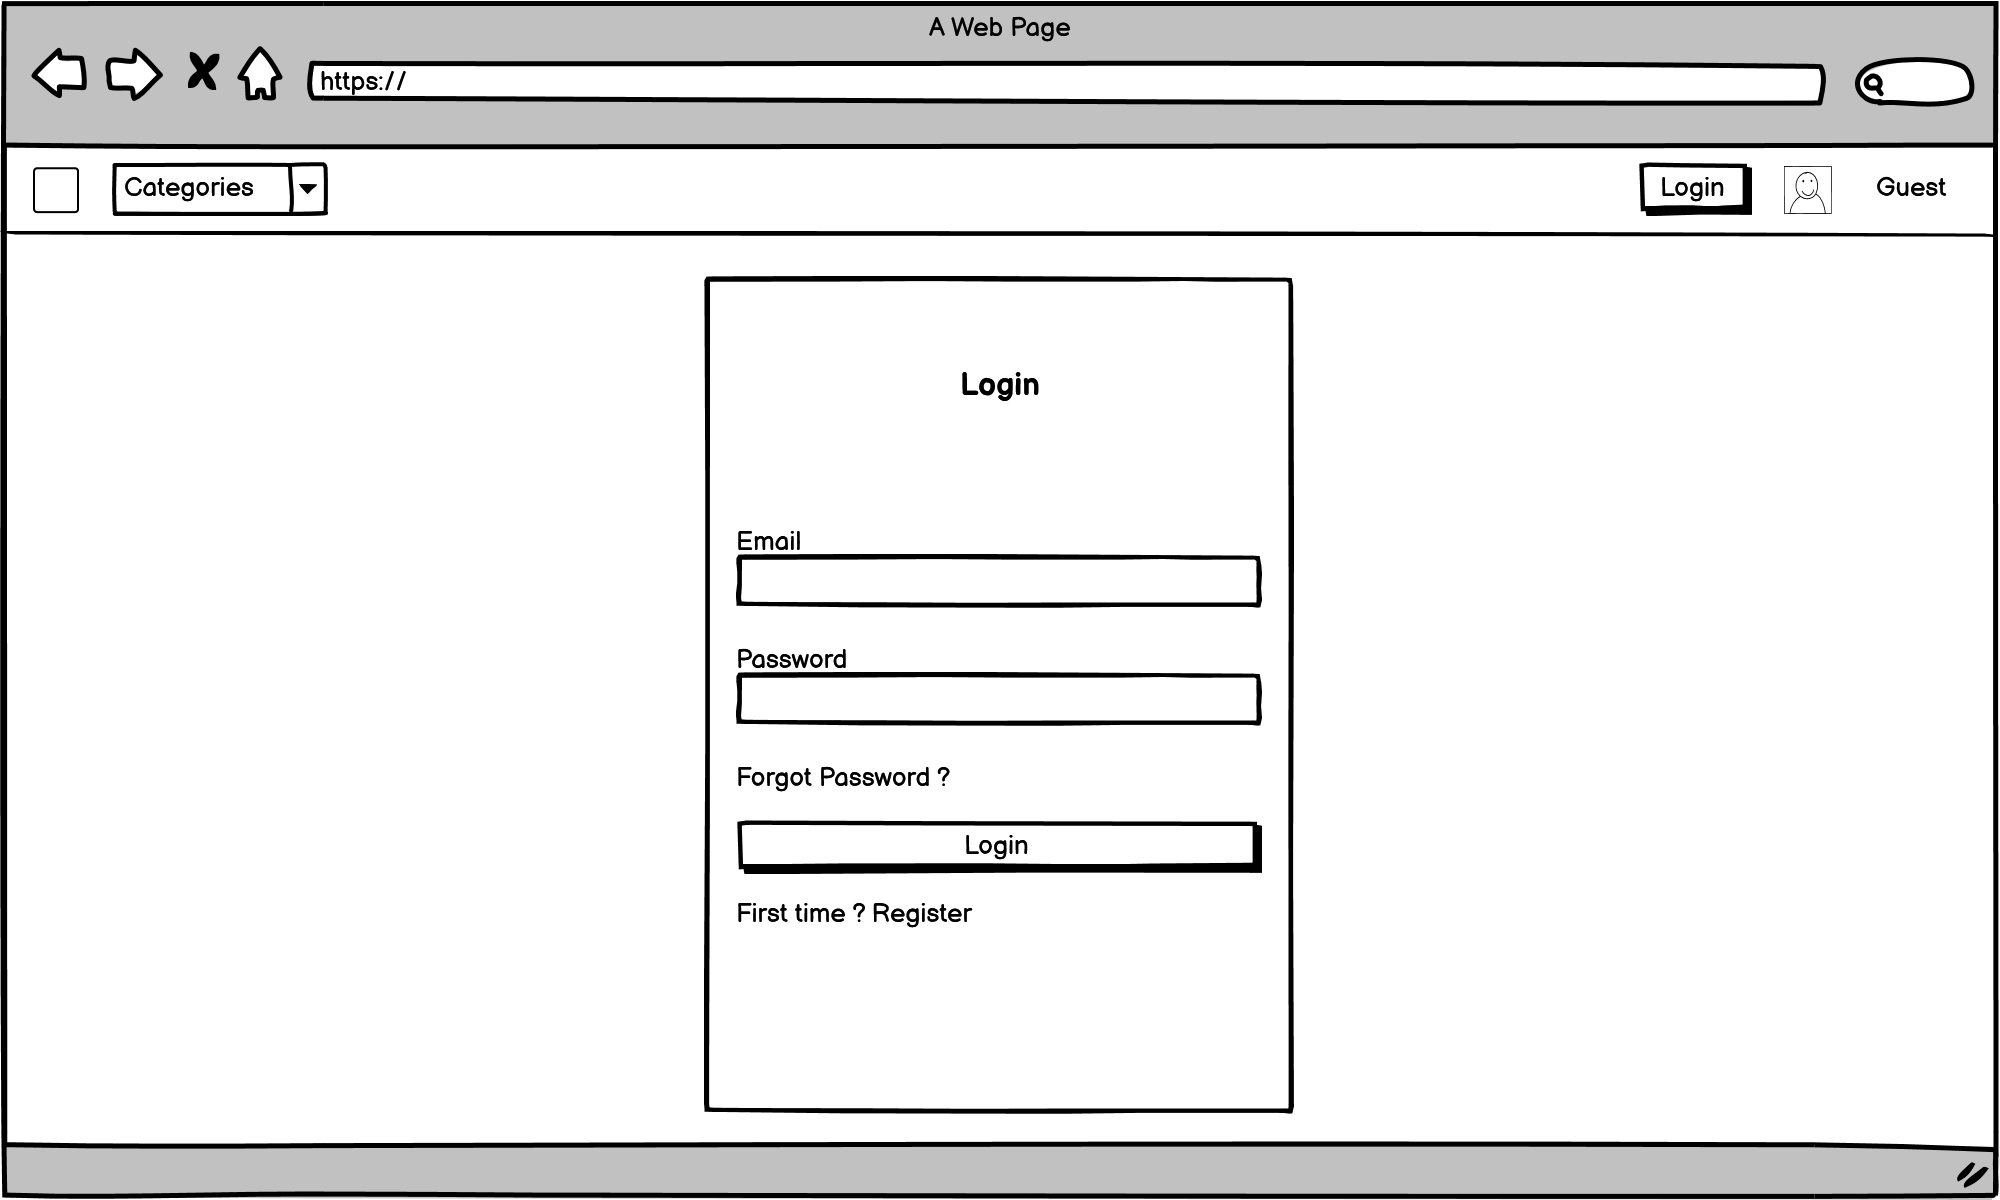 A Web Page
https://
Categories
Login
Guest
Login
Email
Password
Forgot Password ?
Login
First time ? Register